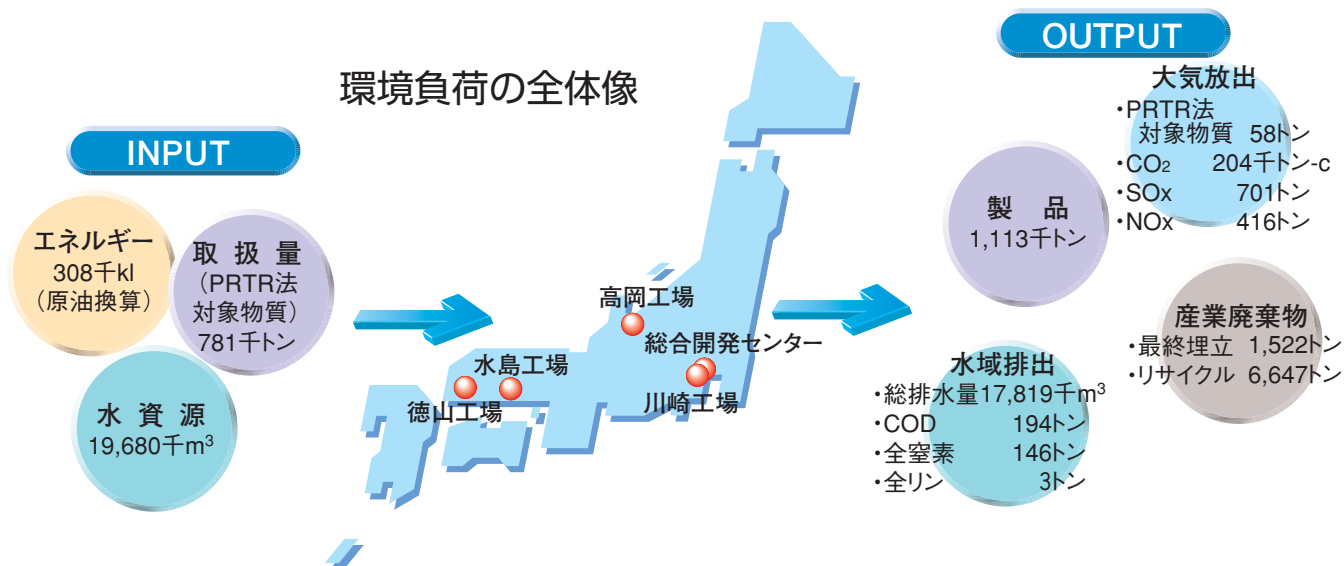 環境負荷の全体像
INPUT
エネルギー
308千kl
（原油換算）
取扱量
（PRTR法
対象物質）
781千トン
水資源
19,680千m³
高岡工場
総合開発センター
水島工場
徳山工場
川崎工場
OUTPUT
大気放出
・PRTR法
対象物質 58トン
・CO₂ 204千トン-c
・SOx 701トン
・NOx 416トン
製品
1,113千トン
産業廃棄物
・最終埋立 1,522トン
・リサイクル 6,647トン
水域排出
・総排水量17,819千m³
・COD 194トン
・全窒素 146トン
・全リン 3トン